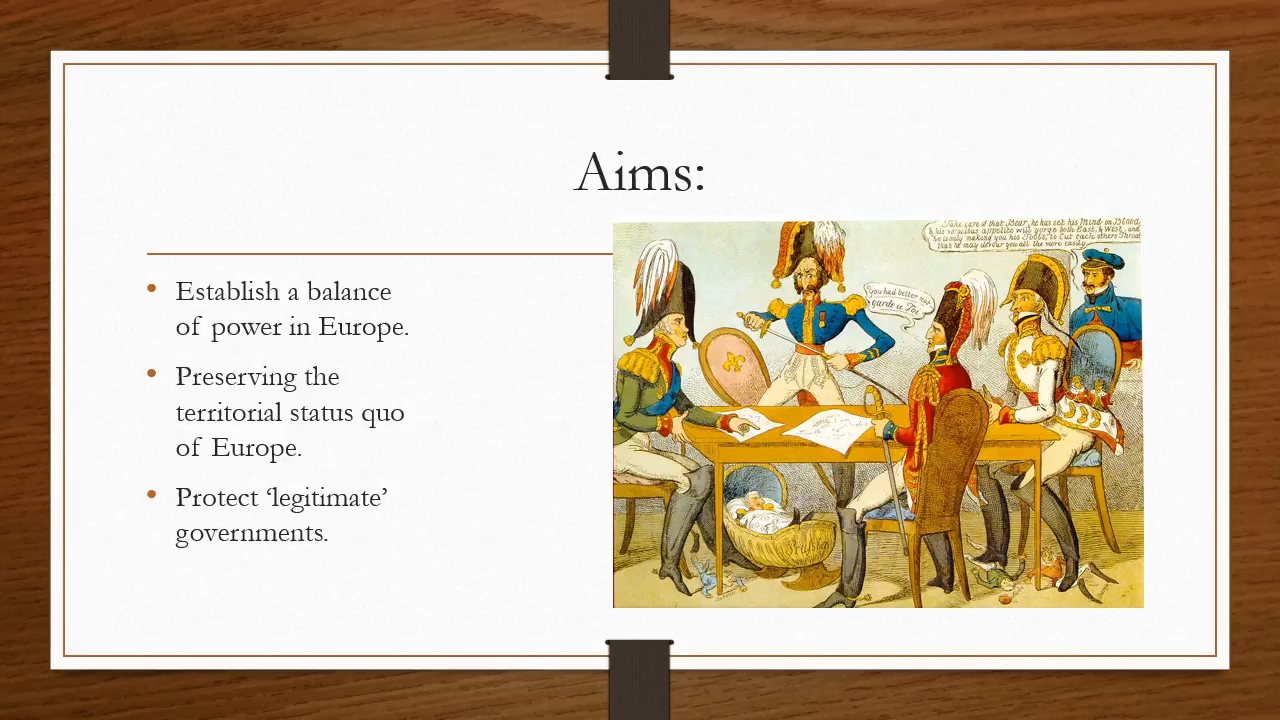 Aims:
• Establish a balance
of power in Europe.
• Preserving the
territorial status quo
of Europe.
• Protect ‘legitimate’
governments.
Take care of that Bear, he has set his Mind on Blood,
his voracious appetite will gorge both East, & West, and
he is only making you his Tools, to Cut each others Throat
that he may devour you all the more easily.
You had better not
garde a Toi